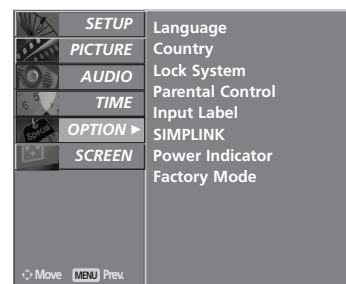 SETUP
PICTURE
AUDIO
TIME
OPTION ►
SCREEN
Language
Country
Lock System
Parental Control
Input Label
SIMPLINK
Power Indicator
Factory Mode
Special
Move MENU Prev.